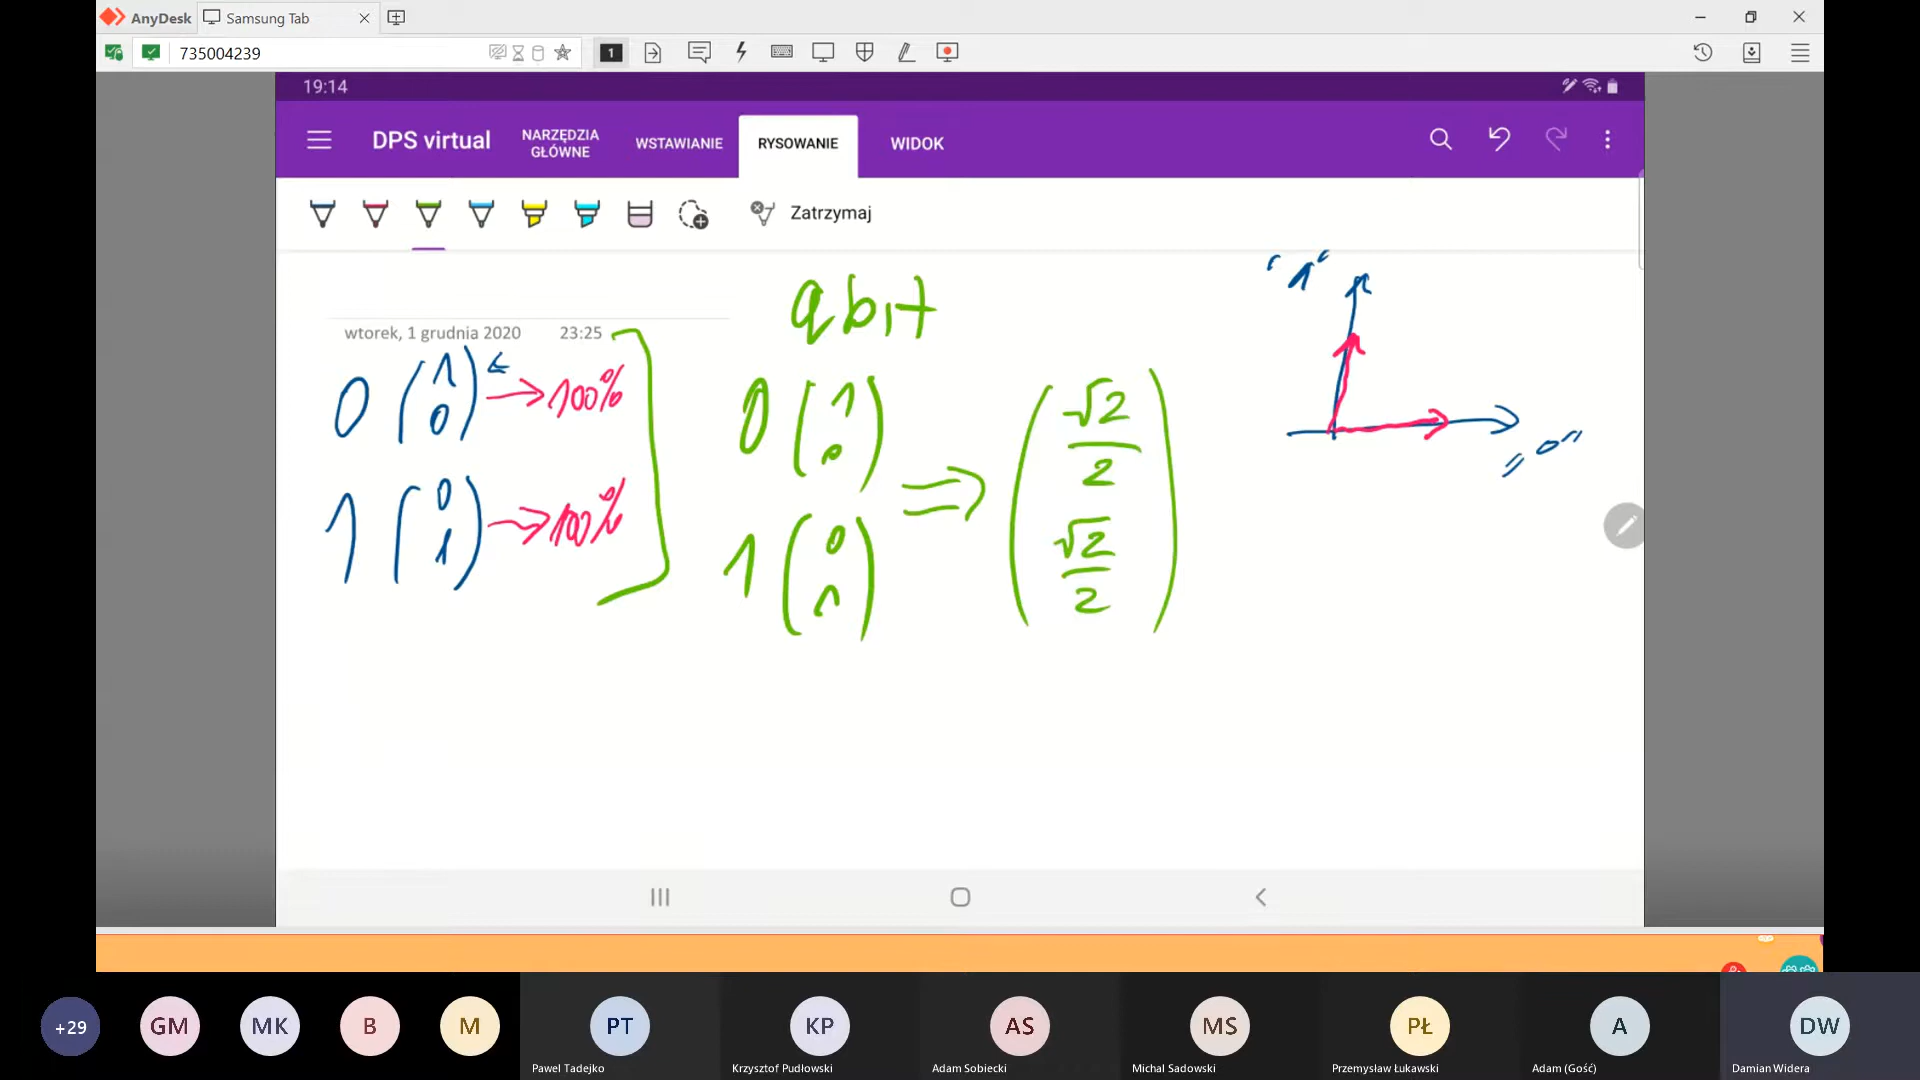 AnyDesk Samsung Tab
735004239 1
19:14
DPS virtual NARZĘDZIA GŁÓWNE WSTAWIANIE RYSOWANIE WIDOK
Zatrzymaj
qbit
wtorek, 1 grudnia 2020 23:25
0 (1 0) → 100%
1 (0 1) → 100%
0 (1 0)
1 (0 1)
⇒ (√2/2 √2/2)
"1"
"0"
+29 GM MK B M PT KP AS MS PŁ A DW
Pawel Tadejko Krzysztof Pudłowski Adam Sobiecki Michal Sadowski Przemysław Łukawski Adam (Gość) Damian Widera